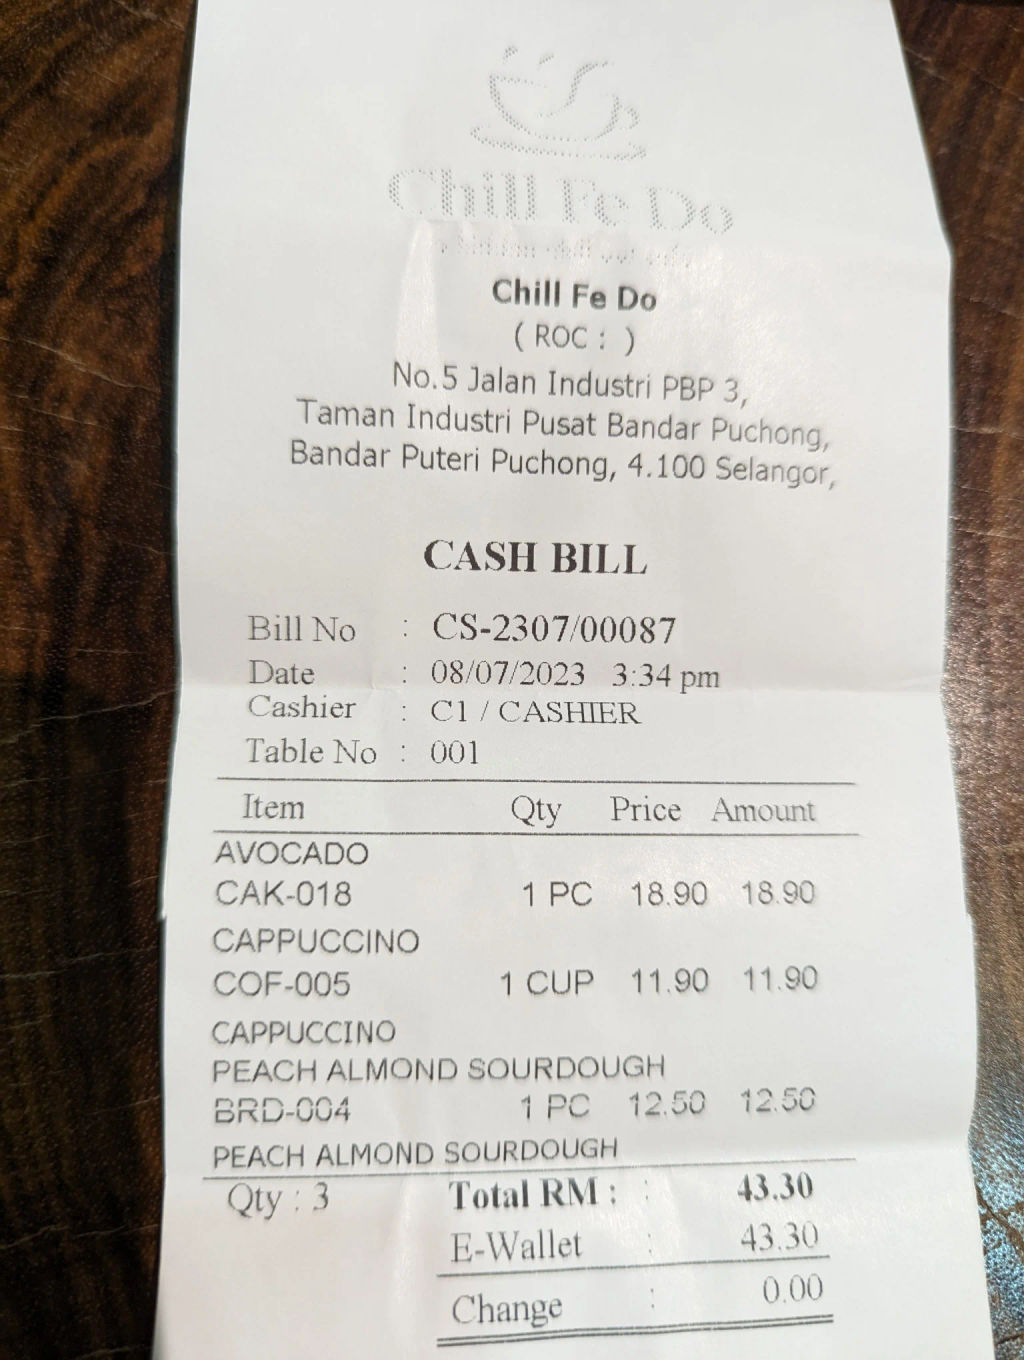 Chill Fe Do
Chill Fe Do
( ROC : )
No.5 Jalan Industri PBP 3,
Taman Industri Pusat Bandar Puchong,
Bandar Puteri Puchong, 4.100 Selangor,
CASH BILL
Bill No : CS-2307/00087
Date : 08/07/2023 3:34 pm
Cashier : C1 / CASHIER
Table No : 001
Item Qty Price Amount
AVOCADO
CAK-018 1 PC 18.90 18.90
CAPPUCCINO
COF-005 1 CUP 11.90 11.90
CAPPUCCINO
PEACH ALMOND SOURDOUGH
BRD-004 1 PC 12.50 12.50
PEACH ALMOND SOURDOUGH
Qty : 3 Total RM : : 43.30
E-Wallet : 43.30
Change : 0.00